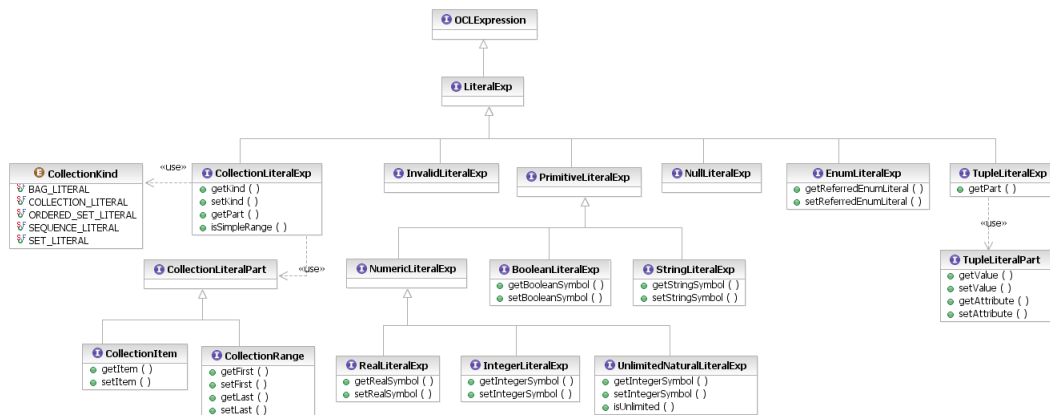 OCLExpression
LiteralExp
CollectionKind
BAG_LITERAL
COLLECTION_LITERAL
ORDERED_SET_LITERAL
SEQUENCE_LITERAL
SET_LITERAL
«use»
CollectionLiteralExp
getKind ( )
setKind ( )
getPart ( )
isSimpleRange ( )
InvalidLiteralExp
PrimitiveLiteralExp
NullLiteralExp
EnumLiteralExp
getReferredEnumLiteral ( )
setReferredEnumLiteral ( )
TupleLiteralExp
getPart ( )
«use»
TupleLiteralPart
getValue ( )
setValue ( )
getAttribute ( )
setAttribute ( )
«use»
CollectionLiteralPart
NumericLiteralExp
BooleanLiteralExp
getBooleanSymbol ( )
setBooleanSymbol ( )
StringLiteralExp
getStringSymbol ( )
setStringSymbol ( )
CollectionItem
getItem ( )
setItem ( )
CollectionRange
getFirst ( )
setFirst ( )
getLast ( )
setLast ( )
RealLiteralExp
getRealSymbol ( )
setRealSymbol ( )
IntegerLiteralExp
getIntegerSymbol ( )
setIntegerSymbol ( )
UnlimitedNaturalLiteralExp
getIntegerSymbol ( )
setIntegerSymbol ( )
isUnlimited ( )